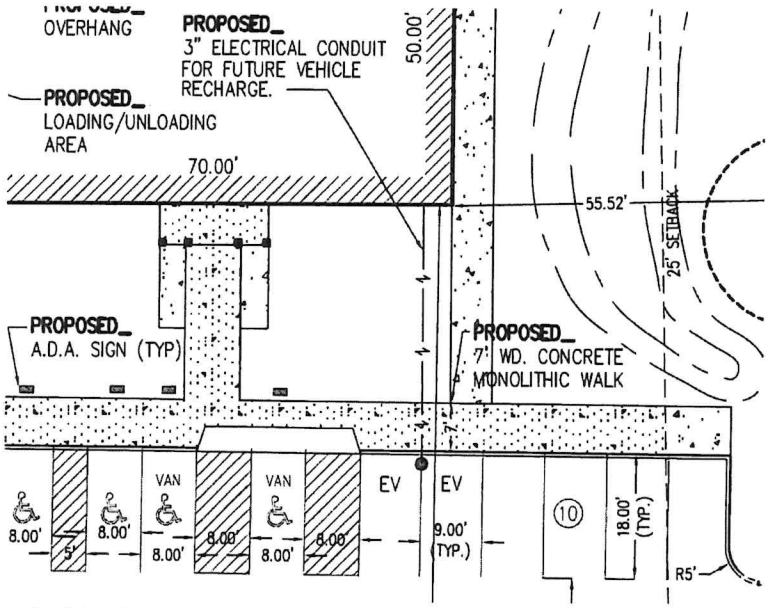 PROPOSED_
OVERHANG
PROPOSED_
3" ELECTRICAL CONDUIT
FOR FUTURE VEHICLE
RECHARGE.
50.00'
PROPOSED_
LOADING/UNLOADING
AREA
70.00'
55.52'
25' SETBACK
PROPOSED_
A.D.A. SIGN (TYP)
PROPOSED_
7' WD. CONCRETE
MONOLITHIC WALK
7'
VAN
VAN
EV
EV
10
18.00'
(TYP.)
8.00'
5'
8.00'
8.00'
8.00'
8.00'
8.00'
9.00'
(TYP.)
R5'